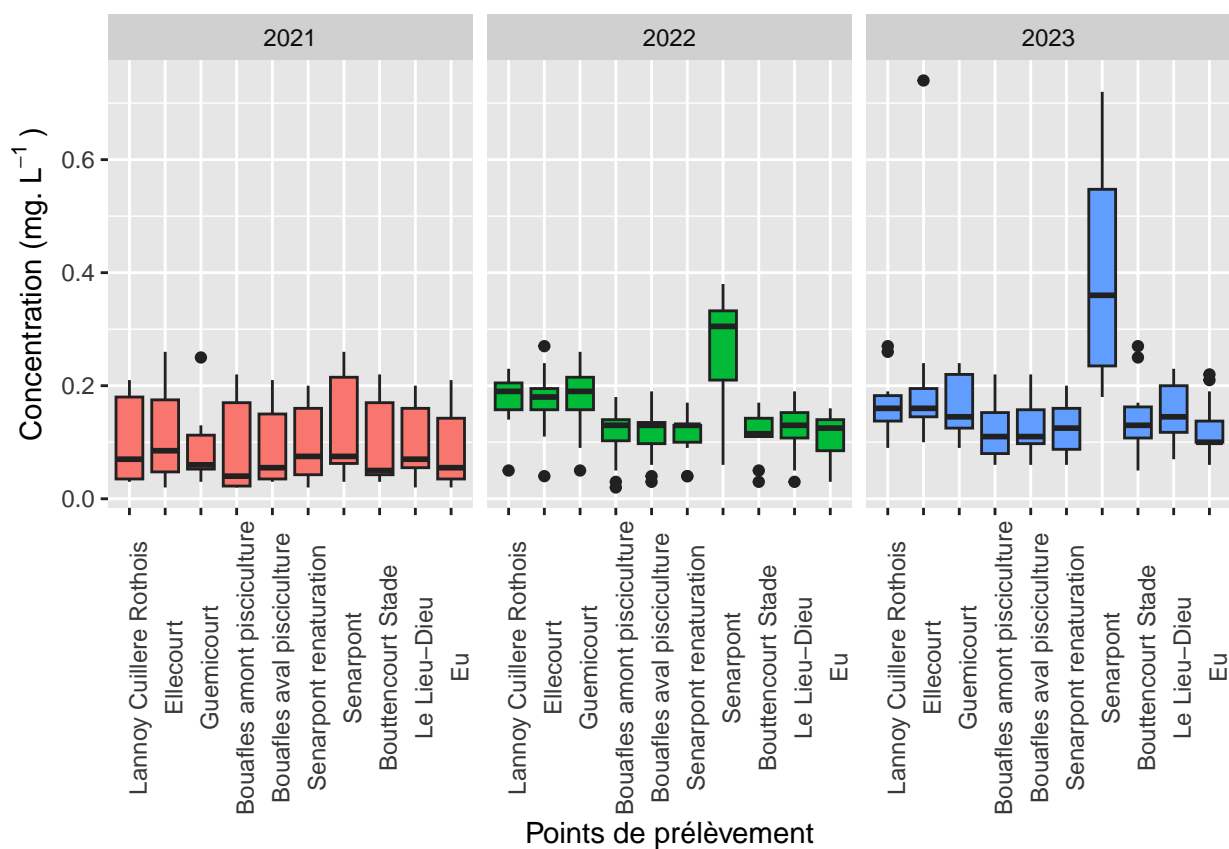 2021
2022
2023
Concentration (mg. L⁻¹ )
0.6
0.4
0.2
0.0
Lannoy Cuillere Rothois
Ellecourt
Guemicourt
Bouafles amont pisciculture
Bouafles aval pisciculture
Senarpont renaturation
Senarpont
Bouttencourt Stade
Le Lieu−Dieu
Eu
Lannoy Cuillere Rothois
Ellecourt
Guemicourt
Bouafles amont pisciculture
Bouafles aval pisciculture
Senarpont renaturation
Senarpont
Bouttencourt Stade
Le Lieu−Dieu
Eu
Lannoy Cuillere Rothois
Ellecourt
Guemicourt
Bouafles amont pisciculture
Bouafles aval pisciculture
Senarpont renaturation
Senarpont
Bouttencourt Stade
Le Lieu−Dieu
Eu
Points de prélèvement